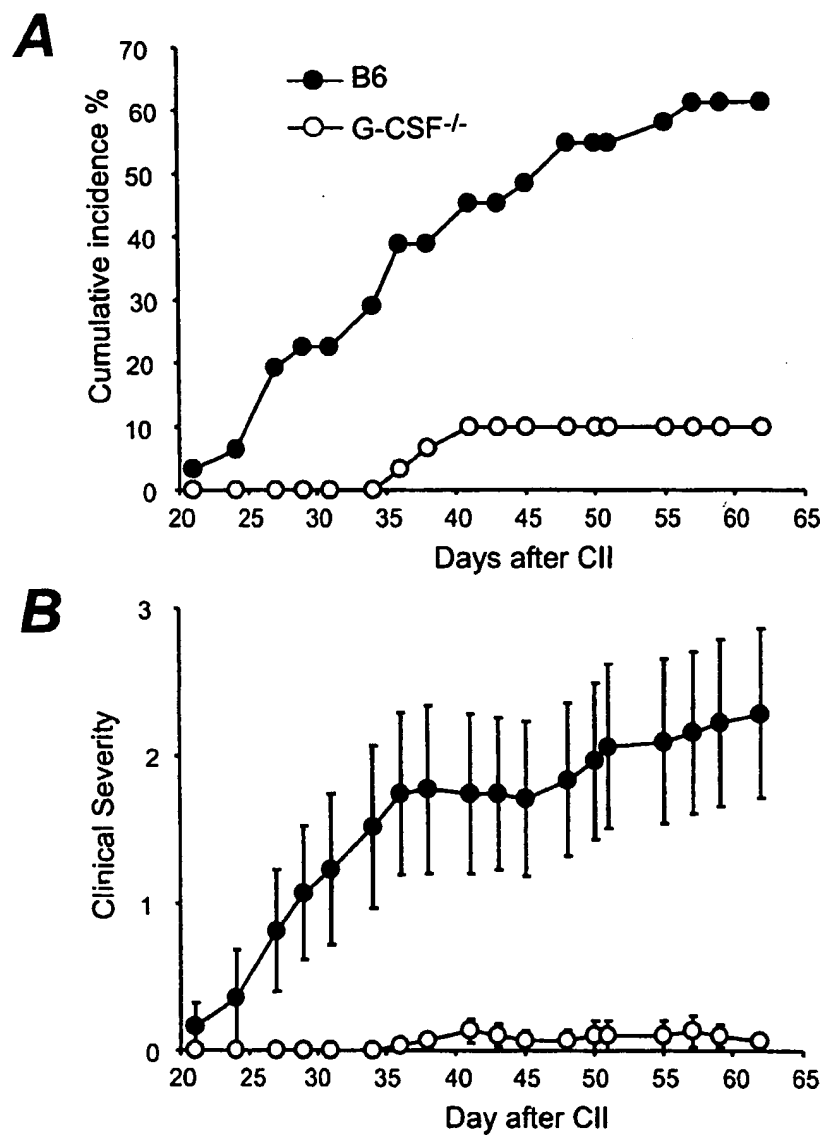 A
70
60
50
40
30
20
10
0
Cumulative incidence %
B6
G-CSF-/-
20 25 30 35 40 45 50 55 60 65
Days after CII
B
3
2
1
0
Clinical Severity
20 25 30 35 40 45 50 55 60 65
Day after CII